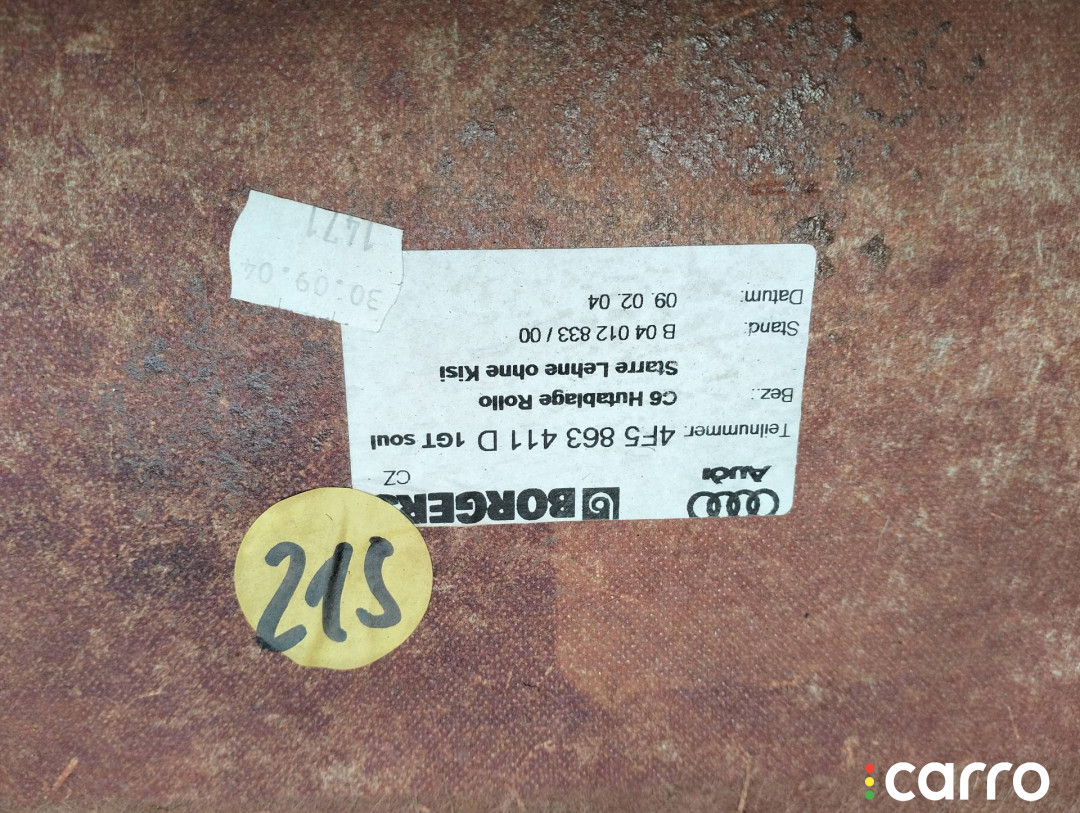 Audi
BORGERS
CZ
Teilnummer: 4F5 863 411 D 1GT soul
Bez.: C6 Hutablage Rollo
Starre Lehne ohne Kisi
Stand: B 04 012 833 / 00
Datum: 09. 02. 04
30.09.04
1471
215
carro